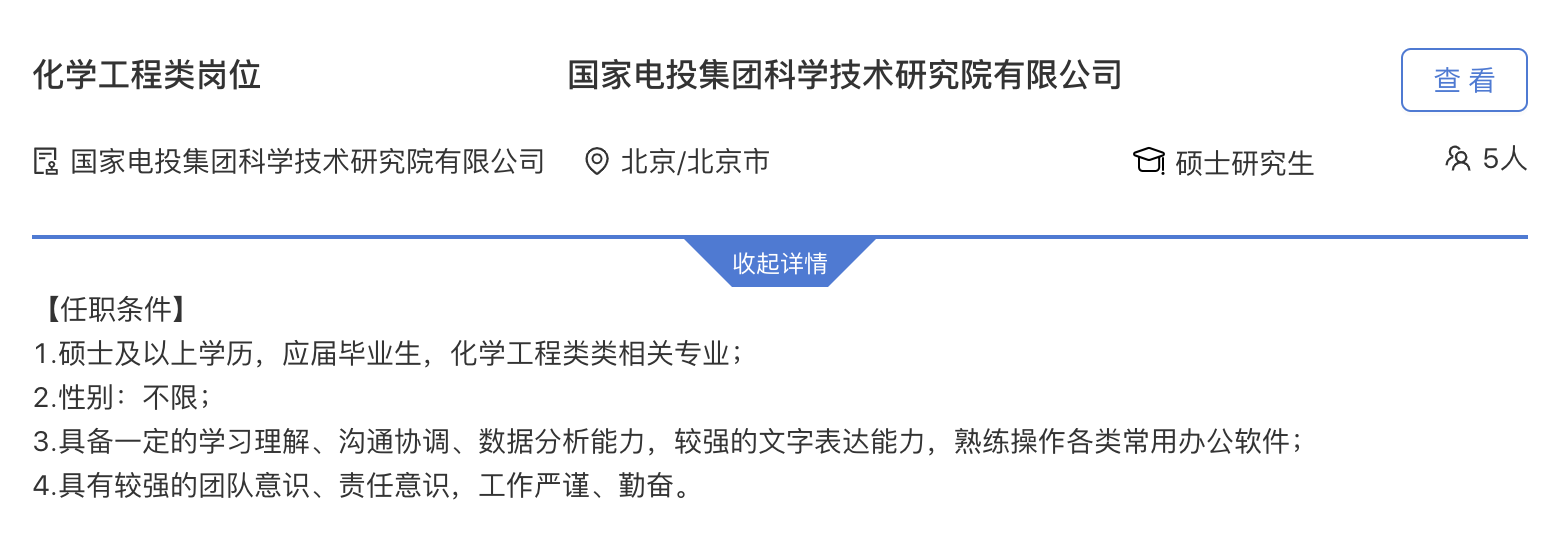 化学工程类岗位 国家电投集团科学技术研究院有限公司 查 看
国家电投集团科学技术研究院有限公司 北京/北京市 硕士研究生 5人
收起详情
【任职条件】
1.硕士及以上学历，应届毕业生，化学工程类类相关专业；
2.性别：不限；
3.具备一定的学习理解、沟通协调、数据分析能力，较强的文字表达能力，熟练操作各类常用办公软件；
4.具有较强的团队意识、责任意识，工作严谨、勤奋。